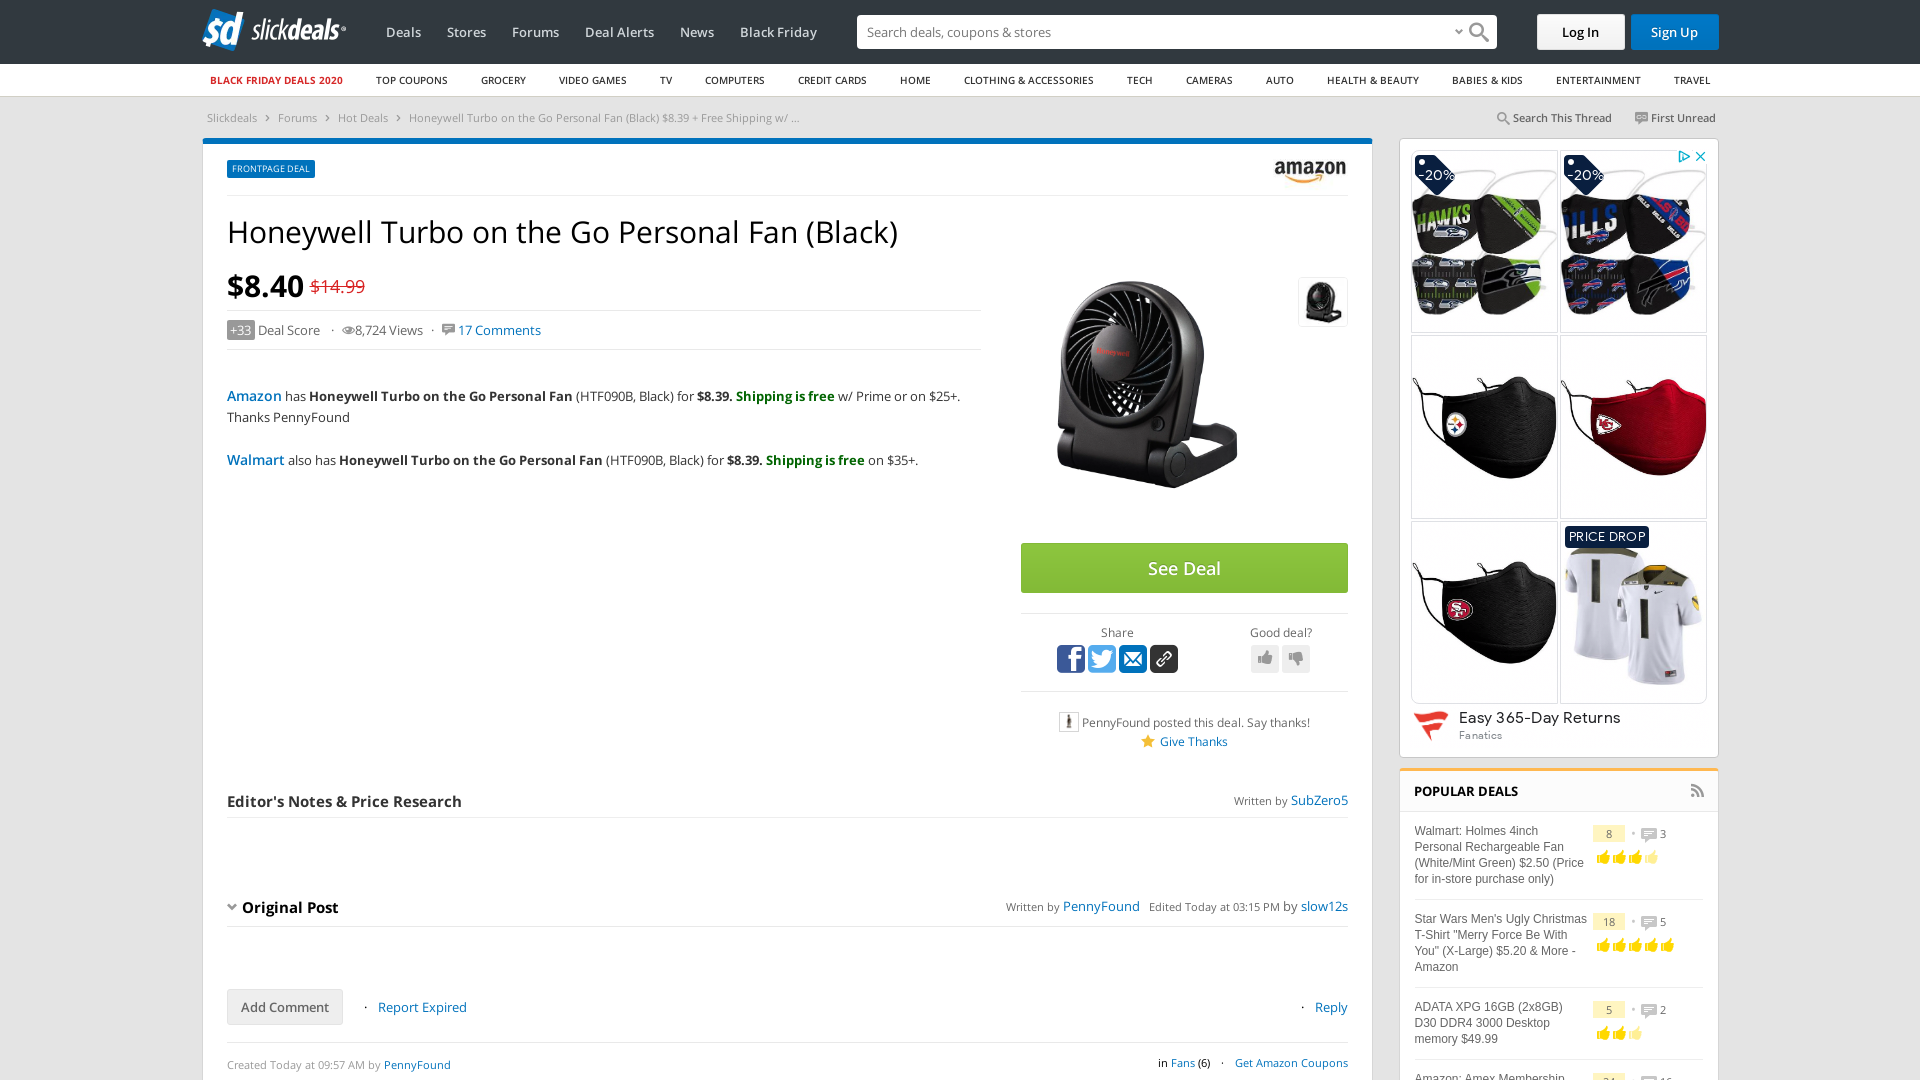 sd slickdeals
Deals Stores Forums Deal Alerts News Black Friday
Search deals, coupons & shopping
Log In Sign Up
BLACK FRIDAY DEALS 2020 TOP COUPONS GROCERY VIDEO GAMES TV COMPUTERS CREDIT CARDS HOME CLOTHING & ACCESSORIES TECH CAMERAS AUTO HEALTH & BEAUTY BABIES & KIDS ENTERTAINMENT TRAVEL
Slickdeals › Forums › Hot Deals › Honeywell Turbo on the Go Personal Fan (Black) $8.39 + Free Shipping w/ ...
Search This Thread First Unread
FRONTPAGE DEAL
amazon
Honeywell Turbo on the Go Personal Fan (Black)
$8.40 $14.99
+33 Deal Score · 8,724 Views · 17 Comments
Amazon has Honeywell Turbo on the Go Personal Fan (HTF090B, Black) for $8.39. Shipping is free w/ Prime or on $25+.
Thanks PennyFound
Walmart also has Honeywell Turbo on the Go Personal Fan (HTF090B, Black) for $8.39. Shipping is free on $35+.
Honeywell
See Deal
Share Good deal?
PennyFound posted this deal. Say thanks!
Give Thanks
Editor's Notes & Price Research
Written by SubZero5
Original Post
Written by PennyFound Edited Today at 03:15 PM by slow12s
Add Comment · Report Expired
· Reply
Created Today at 09:57 AM by PennyFound
in Fans (6) · Get Amazon Coupons
-20% -20%
HAWKS BILLS
PRICE DROP
Easy 365-Day Returns
Fanatics
POPULAR DEALS
Walmart: Holmes 4inch
Personal Rechargeable Fan
(White/Mint Green) $2.50 (Price
for in-store purchase only)
8 · 3
Star Wars Men's Ugly Christmas
T-Shirt "Merry Force Be With
You" (X-Large) $5.20 & More -
Amazon
18 · 5
ADATA XPG 16GB (2x8GB)
D30 DDR4 3000 Desktop
memory $49.99
5 · 2
Amazon: Amex Membership